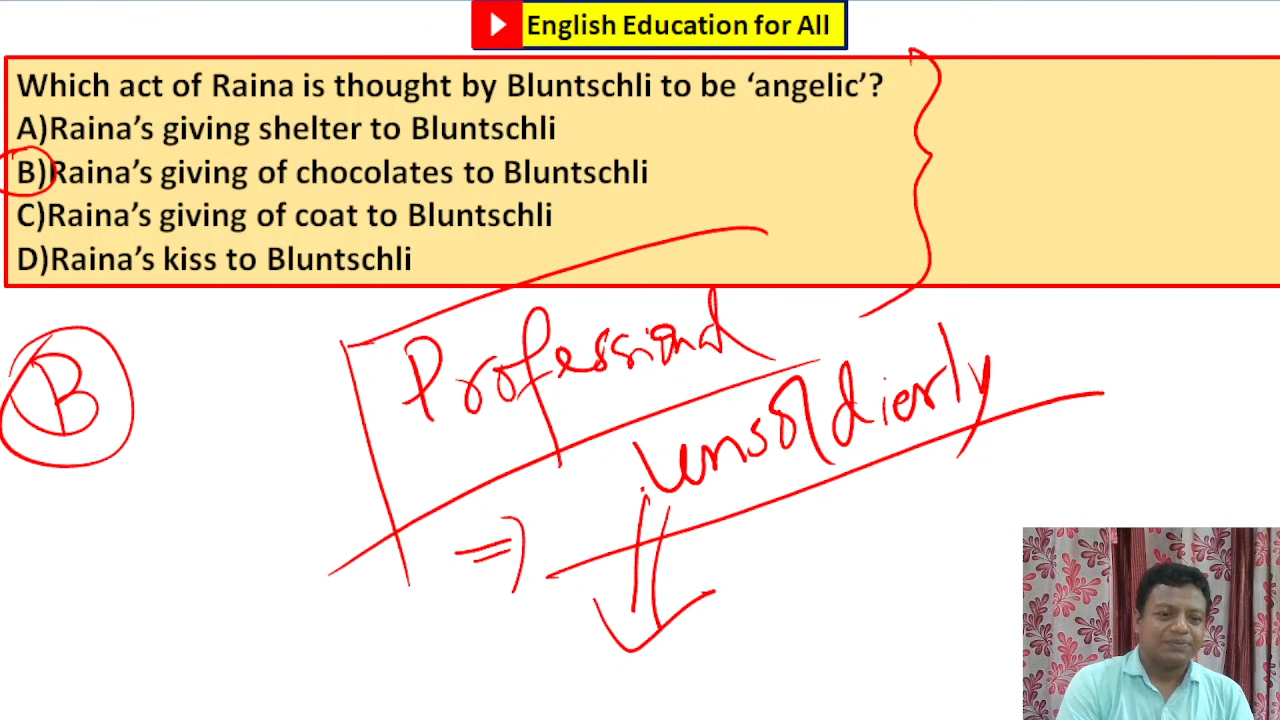 English Education for All
Which act of Raina is thought by Bluntschli to be ‘angelic’?
A)Raina’s giving shelter to Bluntschli
B)Raina’s giving of chocolates to Bluntschli
C)Raina’s giving of coat to Bluntschli
D)Raina’s kiss to Bluntschli
B
Professional
unsoldierly